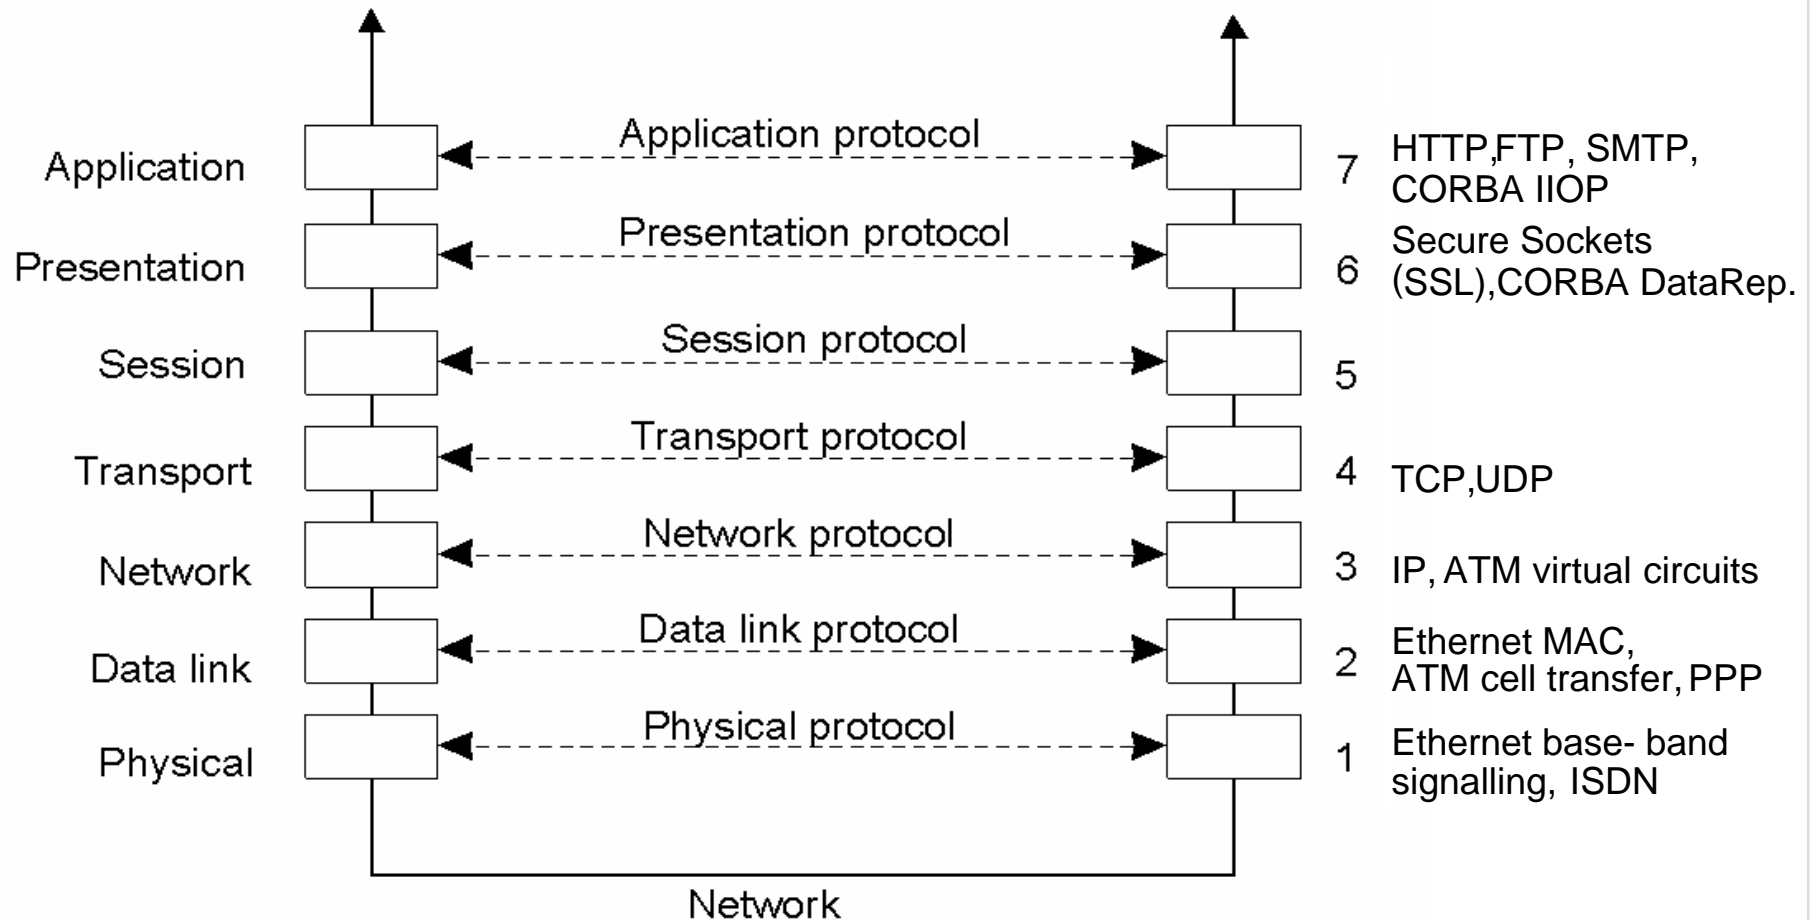 Application
Application protocol
7
HTTP,FTP, SMTP,
CORBA IIOP
Presentation
Presentation protocol
6
Secure Sockets
(SSL),CORBA DataRep.
Session
Session protocol
5
Transport
Transport protocol
4
TCP,UDP
Network
Network protocol
3
IP, ATM virtual circuits
Data link
Data link protocol
2
Ethernet MAC,
ATM cell transfer, PPP
Physical
Physical protocol
1
Ethernet base- band
signalling, ISDN
Network